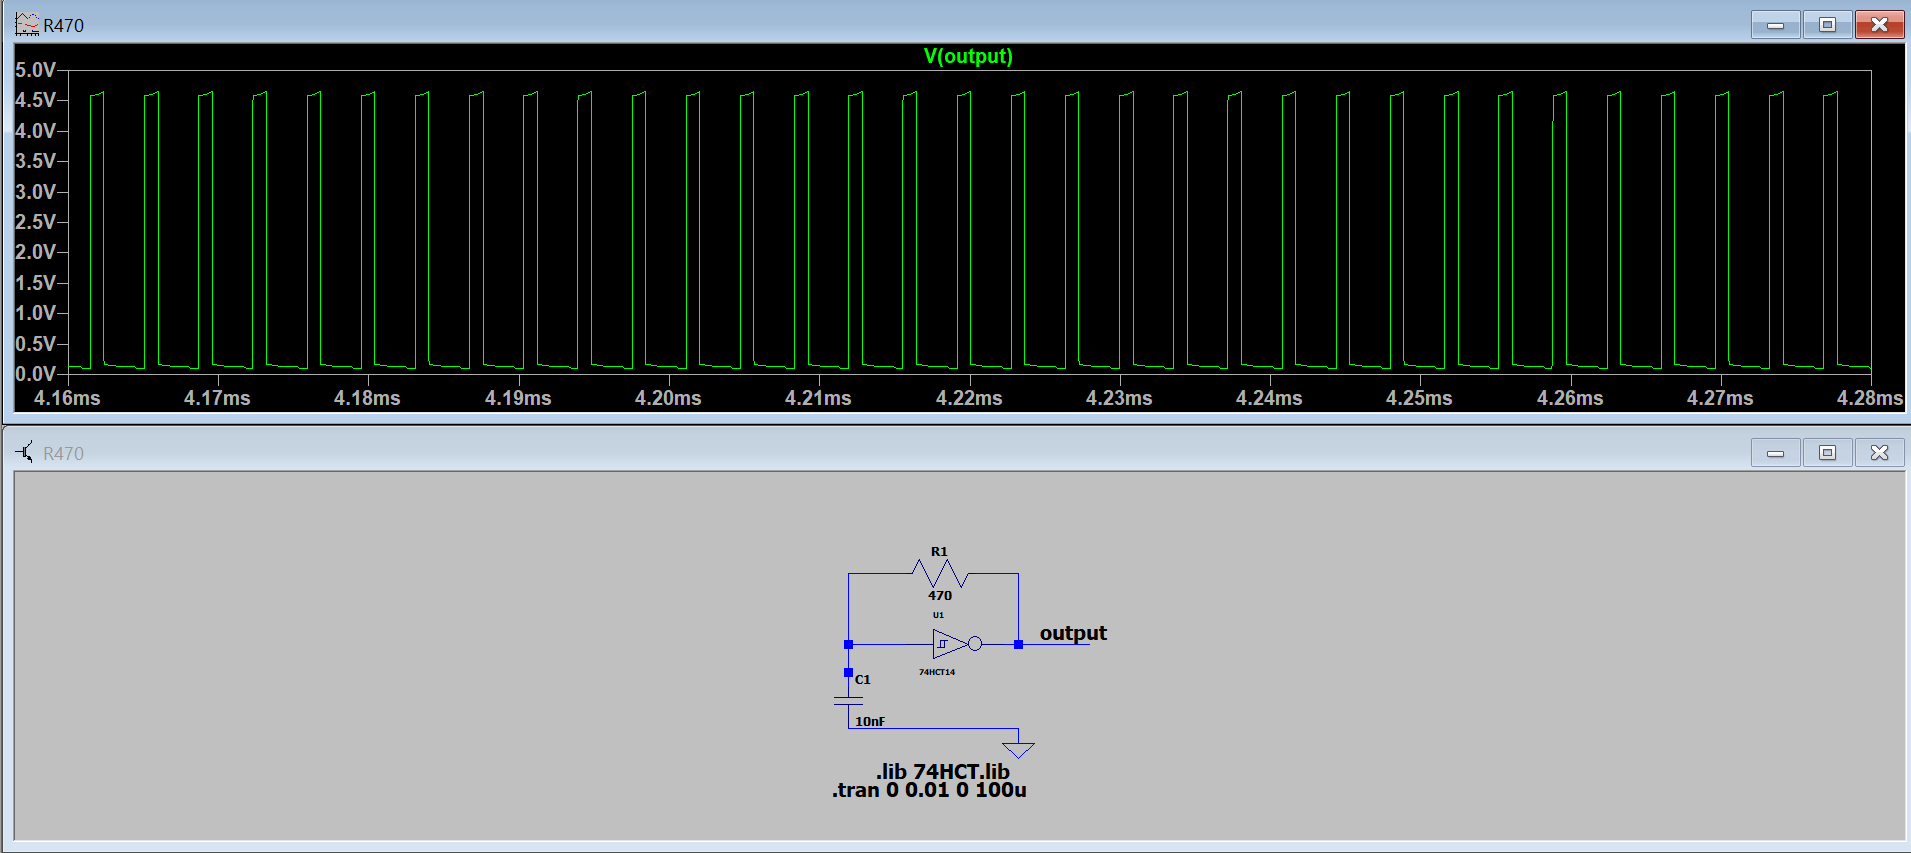 R470
V(output)
5.0V
4.5V
4.0V
3.5V
3.0V
2.5V
2.0V
1.5V
1.0V
0.5V
0.0V
4.16ms 4.17ms 4.18ms 4.19ms 4.20ms 4.21ms 4.22ms 4.23ms 4.24ms 4.25ms 4.26ms 4.27ms 4.28ms
R470
R1
470
U1
output
74HCT14
C1
10nF
.lib 74HCT.lib
.tran 0 0.01 0 100u